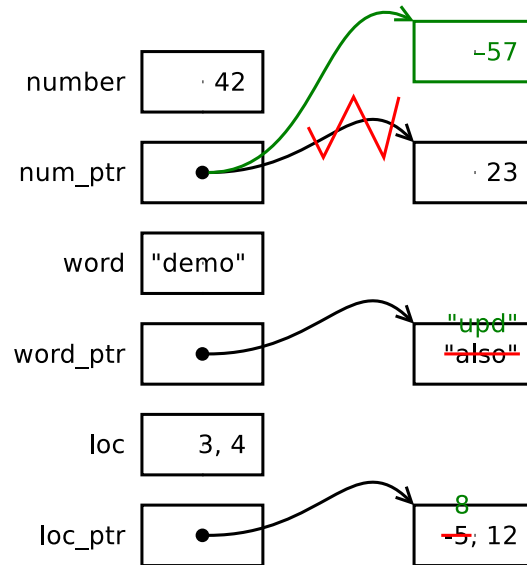 -57
number 42
num_ptr 23
word "demo"
"upd"
word_ptr "also"
loc 3, 4
8
loc_ptr -5, 12